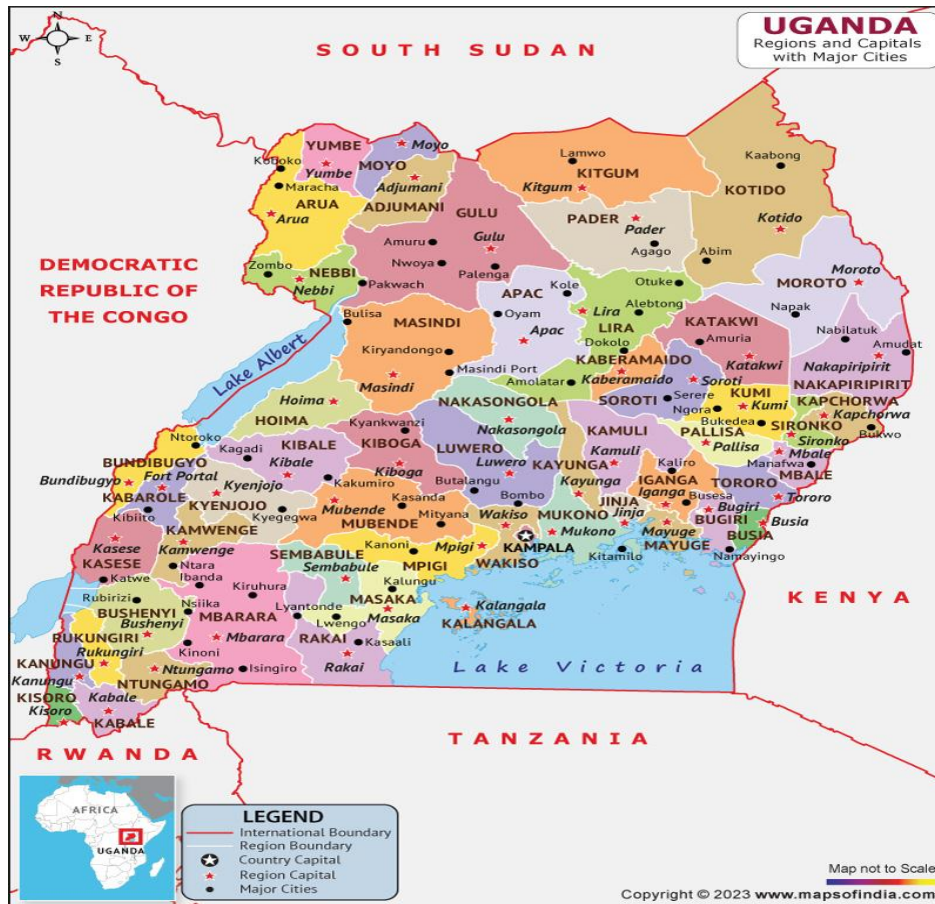 UGANDA
Regions and Capitals
with Major Cities
N
W E
S
SOUTH SUDAN
DEMOCRATIC
REPUBLIC OF
THE CONGO
KENYA
TANZANIA
RWANDA
Lake Albert
Lake Victoria
YUMBE
Yumbe
Moyo
MOYO
Koboko
Maracha
Adjumani
ADJUMANI
ARUA
Arua
Lamwo
KITGUM
Kitgum
Kaabong
KOTIDO
Kotido
GULU
Gulu
Amuru
Nwoya
Palenga
PADER
Pader
Agago
Abim
Zombo
NEBBI
Nebbi
Pakwach
Moroto
MOROTO
Napak
APAC
Kole
Oyam
Apac
Otuke
Alebtong
Lira
LIRA
Dokolo
Bulisa
MASINDI
Kiryandongo
Masindi Port
Masindi
KATAKWI
Amuria
Katakwi
Nabilatuk
Amudat
Nakapiripirit
NAKAPIRIPIRIT
KABERAMAIDO
Kaberamaido
Amolatar
Soroti
SOROTI
Serere
Ngora
KUMI
Kumi
Bukedea
KAPCHORWA
Kapchorwa
Bukwo
SIRONKO
Sironko
Hoima
HOIMA
NAKASONGOLA
Nakasongola
Kyankwanzi
KIBOGA
Kiboga
LUWERO
Luwero
Butalangu
KAMULI
Kamuli
KAYUNGA
Kayunga
PALLISA
Pallisa
Mbale
Manafwa
MBALE
Ntoroko
Kagadi
KIBALE
Kibale
Kakumiro
BUNDIBUGYO
Bundibugyo
Fort Portal
KABAROLE
Kibiito
Kyenjojo
KYENJOJO
Kyegegwa
Kasanda
Mubende
MUBENDE
Mityana
Bombo
Wakiso
WAKISO
KAMPALA
MUKONO
Mukono
JINJA
Jinja
Kaliro
IGANGA
Iganga
Busesa
Bugiri
BUGIRI
TORORO
Tororo
Busia
BUSIA
Mayuge
MAYUGE
Namayingo
Kitamilo
KAMWENGE
Kamwenge
Kasese
KASESE
Katwe
Ntara
Ibanda
Kiruhura
SEMBABULE
Sembabule
Kanoni
Mpigi
MPIGI
Kalungu
MASAKA
Masaka
Lyantonde
Lwengo
Kalangala
KALANGALA
Rubirizi
BUSHENYI
Bushenyi
Nsiika
MBARARA
Mbarara
Kinoni
RAKAI
Rakai
Kasaali
RUKUNGIRI
Rukungiri
KANUNGU
Kanungu
Ntungamo
NTUNGAMO
Isingiro
KISORO
Kisoro
Kabale
KABALE
AFRICA
UGANDA
LEGEND
International Boundary
Region Boundary
Country Capital
Region Capital
Major Cities
Map not to Scale
Copyright © 2023 www.mapsofindia.com